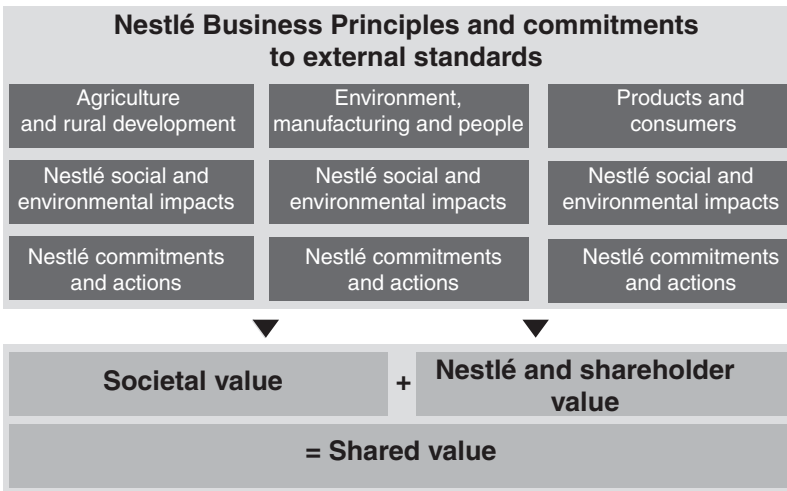 Nestlé Business Principles and commitments
to external standards
Agriculture
and rural development
Environment,
manufacturing and people
Products and
consumers
Nestlé social and
environmental impacts
Nestlé social and
environmental impacts
Nestlé social and
environmental impacts
Nestlé commitments
and actions
Nestlé commitments
and actions
Nestlé commitments
and actions
Societal value
+
Nestlé and shareholder
value
= Shared value